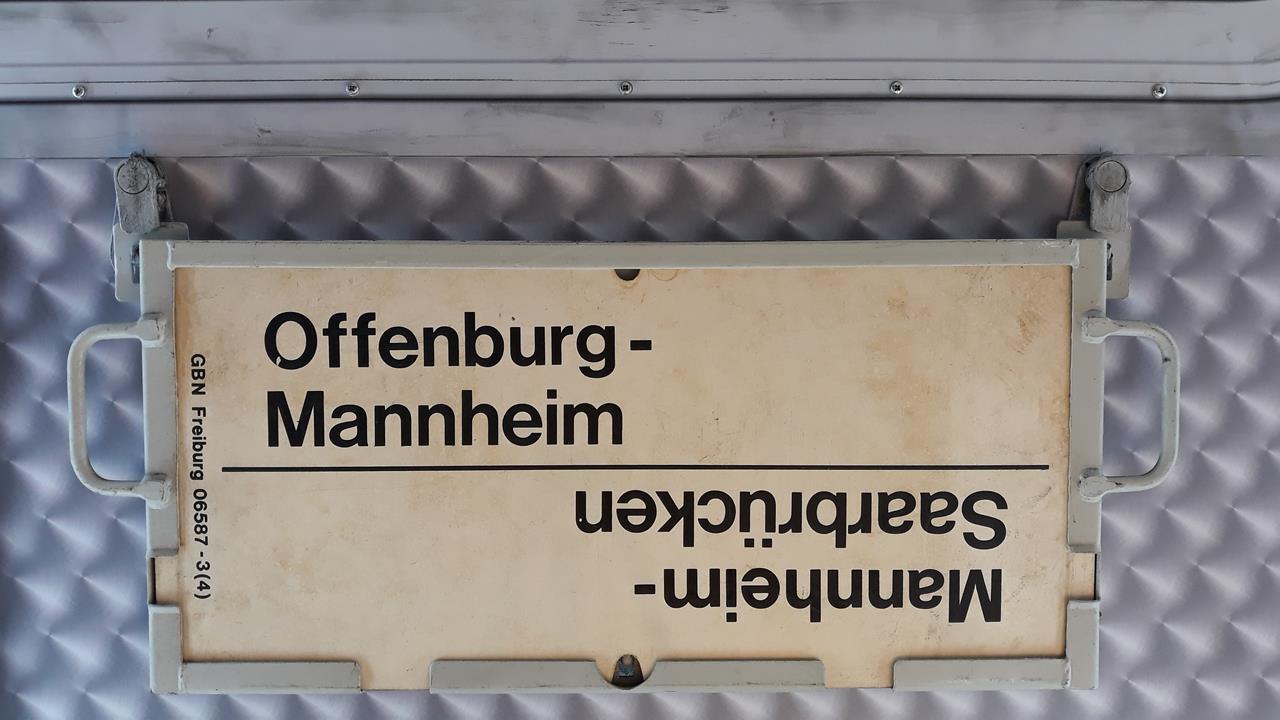 Offenburg -
Mannheim
Mannheim-
Saarbrücken
GBN Freiburg 06587 - 3 (4)